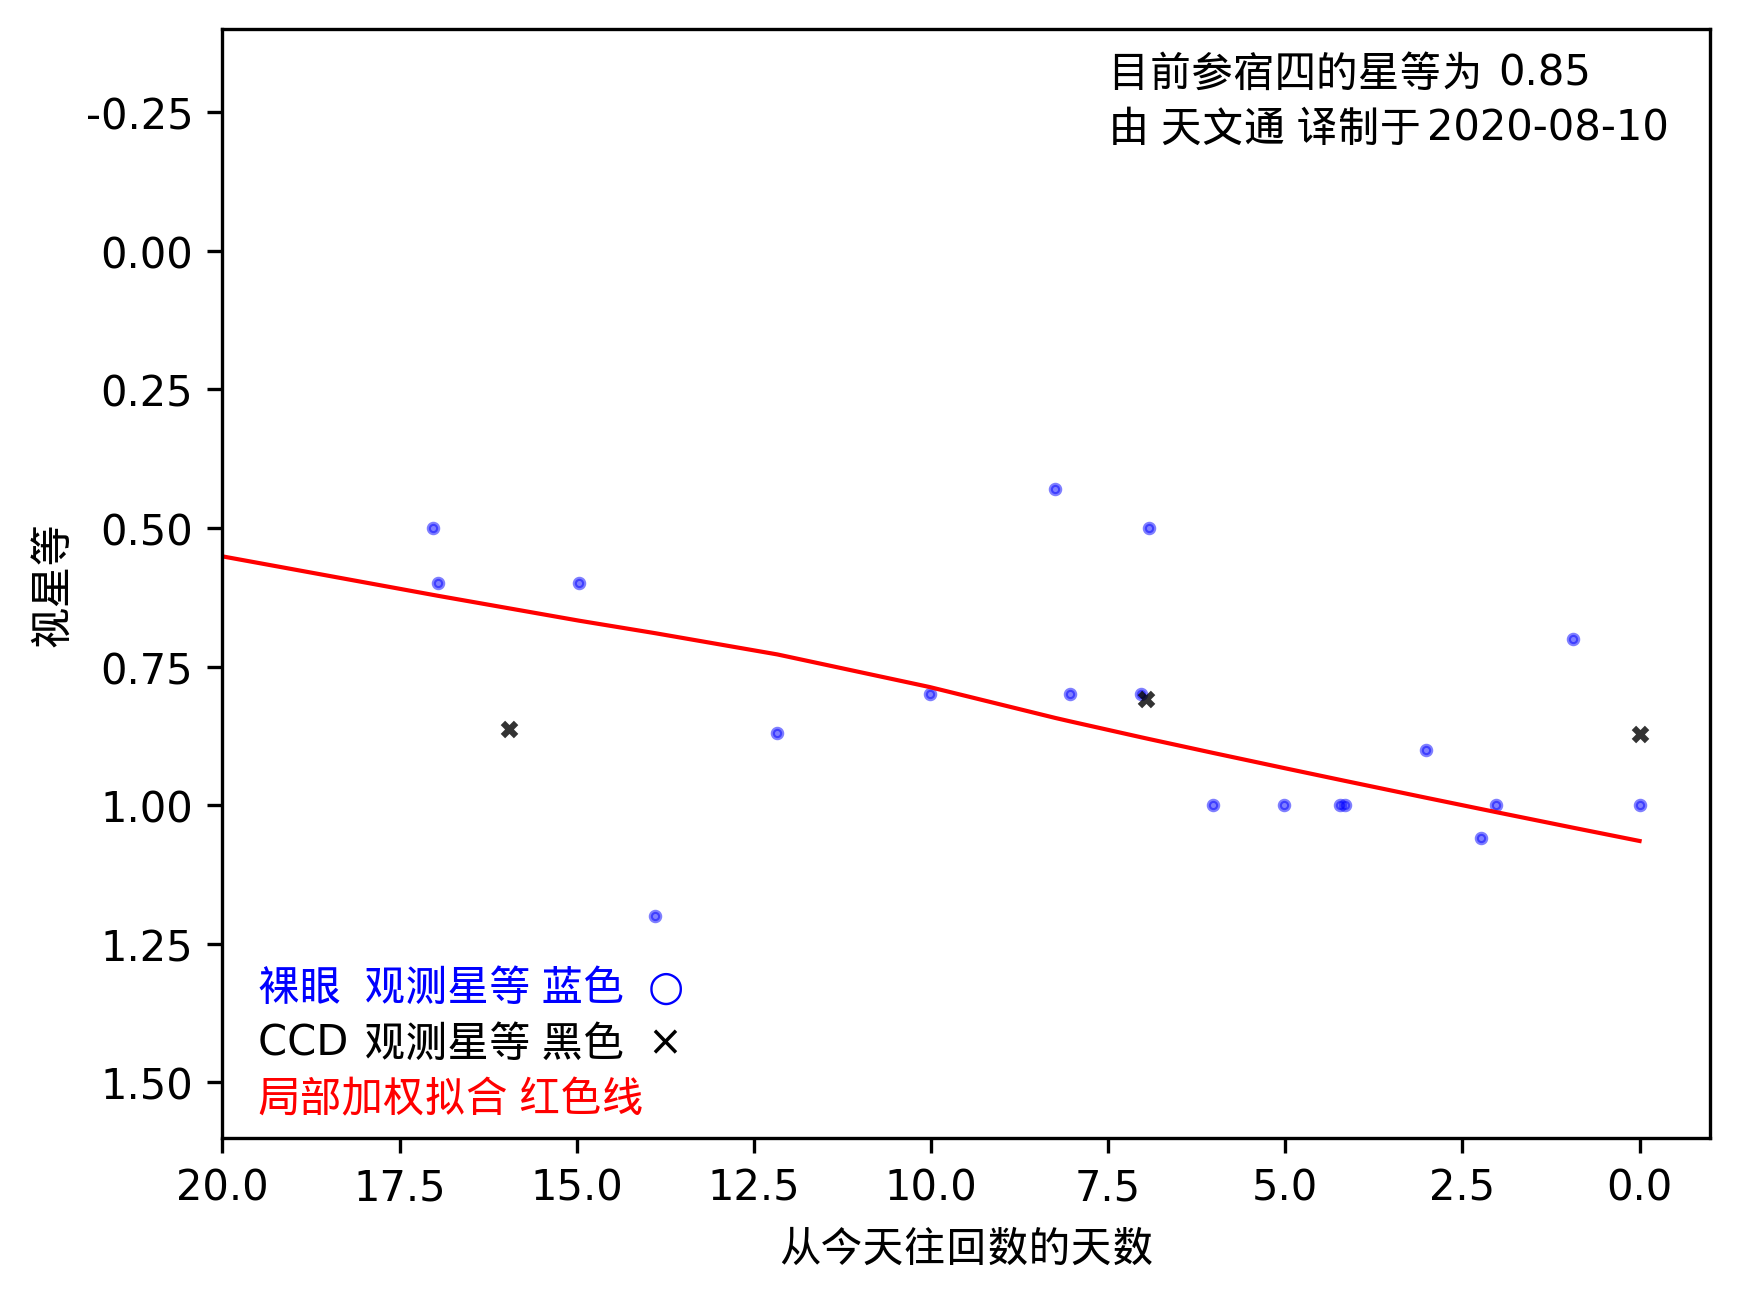 目前参宿四的星等为 0.85
由 天文通 译制于2020-08-10
-0.25
0.00
0.25
0.50
0.75
1.00
1.25
1.50
视星等
裸眼 观测星等 蓝色 ○
CCD 观测星等 黑色 ×
局部加权拟合 红色线
20.0 17.5 15.0 12.5 10.0 7.5 5.0 2.5 0.0
从今天往回数的天数